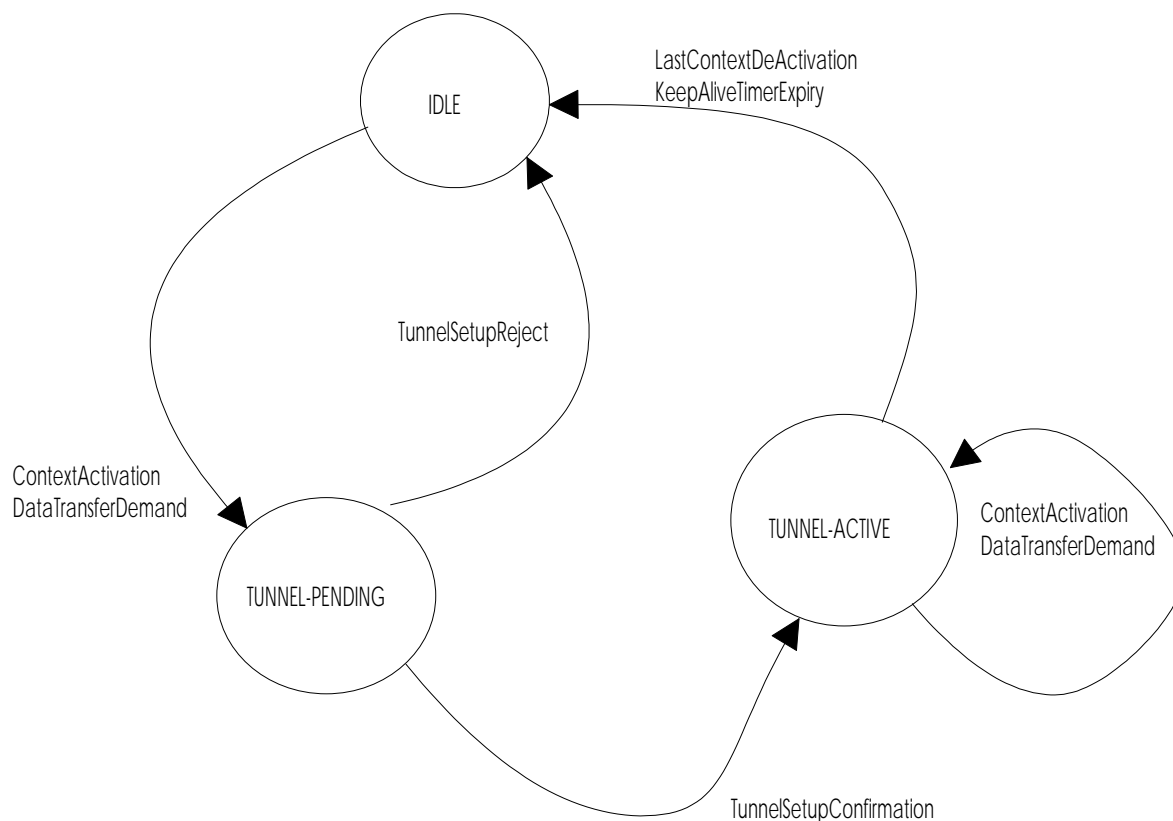 LastContextDeActivation
KeepAliveTimerExpiry
IDLE
TunnelSetupReject
ContextActivation
DataTransferDemand
TUNNEL-ACTIVE
ContextActivation
DataTransferDemand
TUNNEL-PENDING
TunnelSetupConfirmation